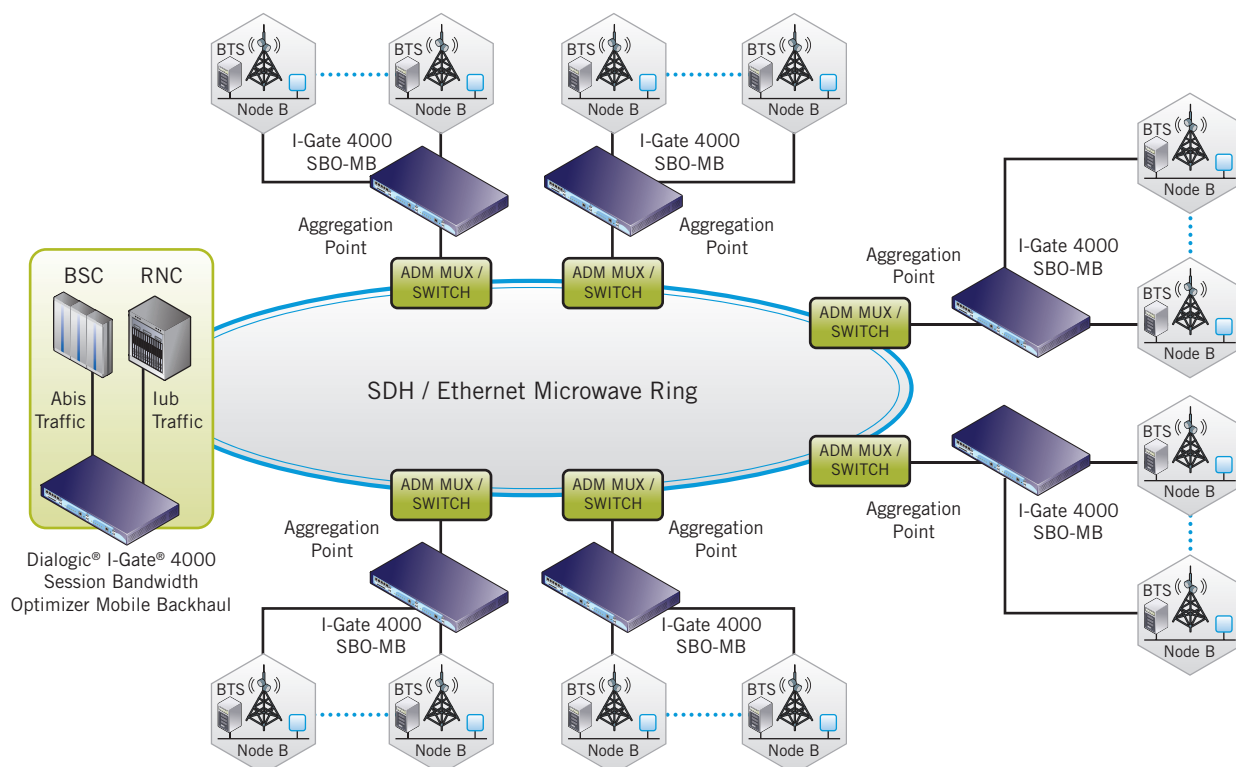 BTS
Node B
BTS
Node B
BTS
Node B
BTS
Node B
I-Gate 4000
SBO-MB
I-Gate 4000
SBO-MB
Aggregation
Point
Aggregation
Point
ADM MUX /
SWITCH
ADM MUX /
SWITCH
BTS
Node B
Aggregation
Point
I-Gate 4000
SBO-MB
ADM MUX /
SWITCH
BTS
Node B
BSC
RNC
Abis
Traffic
Iub
Traffic
Dialogic® I-Gate® 4000
Session Bandwidth
Optimizer Mobile Backhaul
SDH / Ethernet Microwave Ring
ADM MUX /
SWITCH
BTS
Node B
Aggregation
Point
I-Gate 4000
SBO-MB
BTS
Node B
ADM MUX /
SWITCH
ADM MUX /
SWITCH
Aggregation
Point
Aggregation
Point
I-Gate 4000
SBO-MB
I-Gate 4000
SBO-MB
BTS
Node B
BTS
Node B
BTS
Node B
BTS
Node B